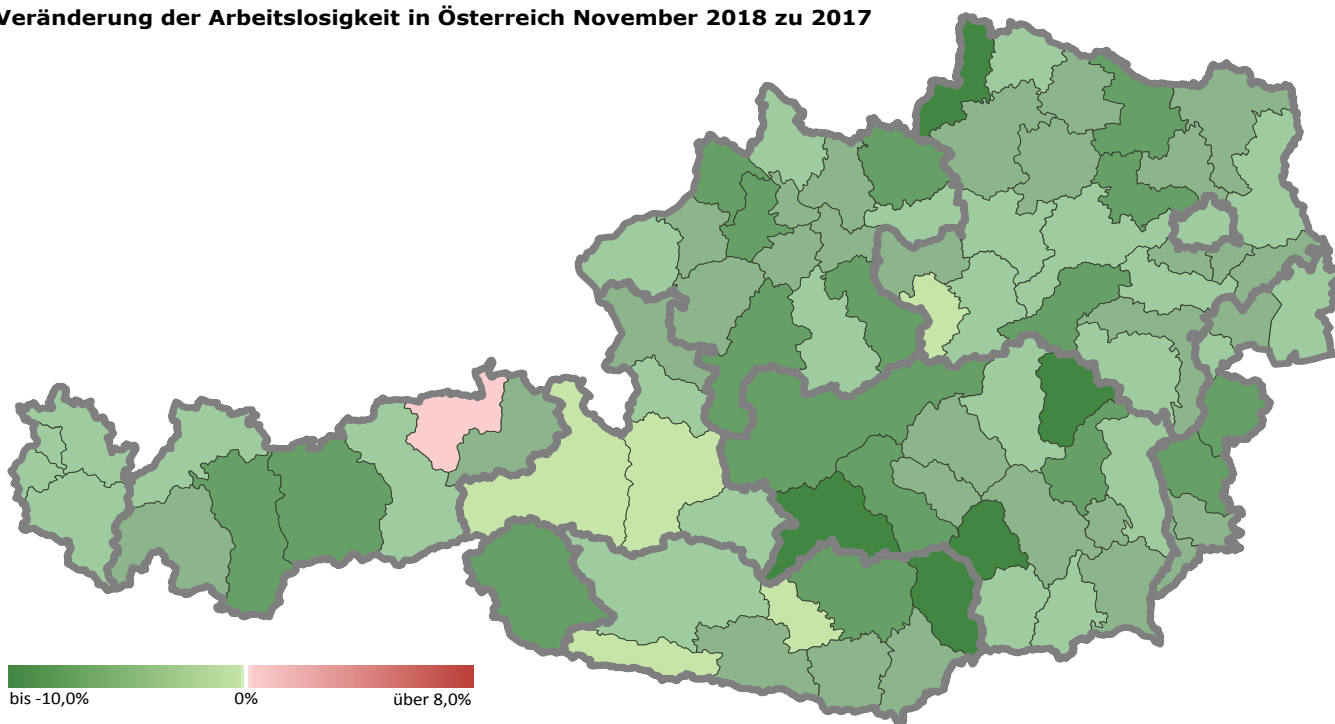 Veränderung der Arbeitslosigkeit in Österreich November 2018 zu 2017
bis -10,0% 0% über 8,0%